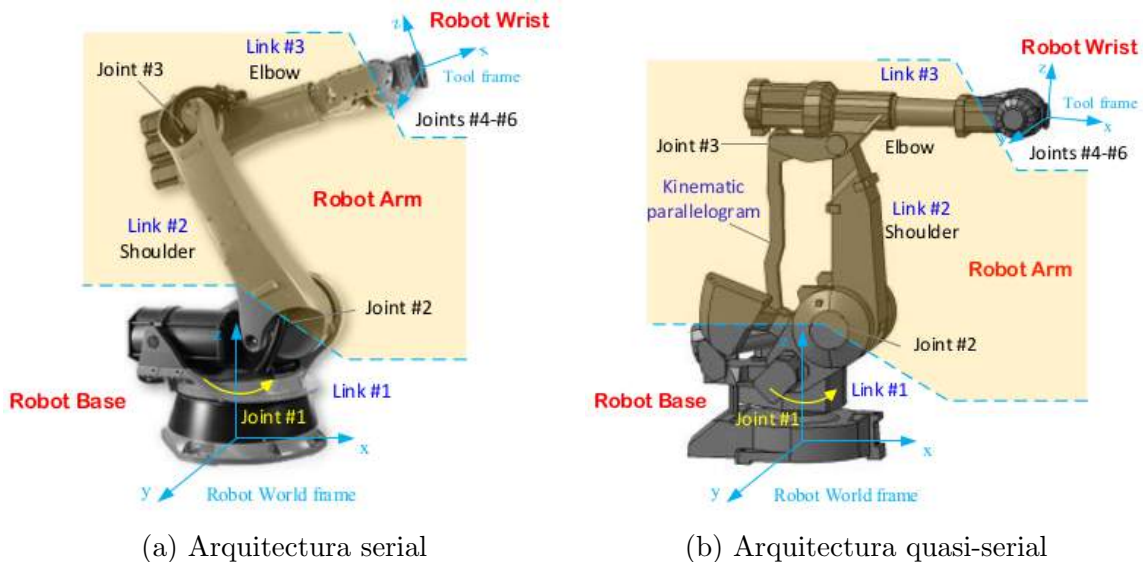 Robot Wrist
z
Link #3
Elbow
x
Joint #3
Tool frame
Joints #4-#6
Robot Arm
Link #2
Shoulder
Joint #2
z
Robot Base
Link #1
Joint #1
x
y
Robot World frame
(a) Arquitectura serial
Robot Wrist
z
Link #3
Tool frame
x
Joint #3
Elbow
Joints #4-#6
Kinematic
parallelogram
Link #2
Shoulder
Robot Arm
z
Joint #2
Link #1
Robot Base
Joint #1
x
y
Robot World frame
(b) Arquitectura quasi-serial